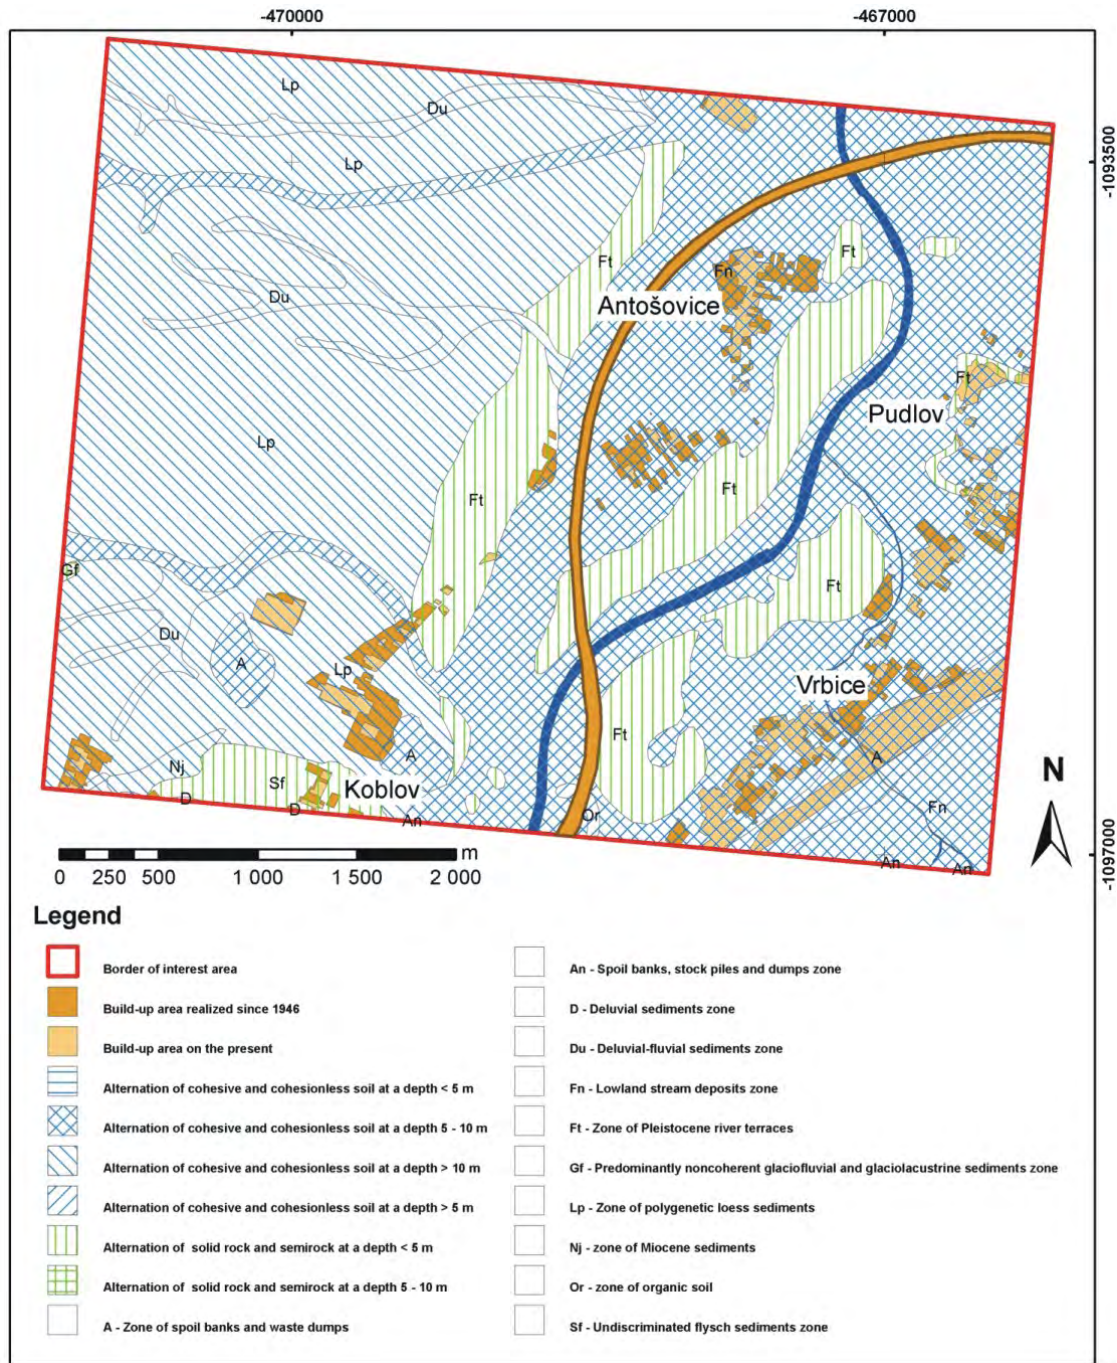 -470000
-467000
Lp
Du
Lp
-1093500
Ft
Ft
Fn
Du
Antošovice
Ft
Pudlov
Lp
Ft
Ft
Gf
Ft
Du
A
Lp
Vrbice
Ft
A
A
Nj
Sf
Koblov
N
D
D
An
Or
Fn
An
An
-1097000
m
0 250 500 1 000 1 500 2 000
Legend
Border of interest area
Build-up area realized since 1946
Build-up area on the present
Alternation of cohesive and cohesionless soil at a depth < 5 m
Alternation of cohesive and cohesionless soil at a depth 5 - 10 m
Alternation of cohesive and cohesionless soil at a depth > 10 m
Alternation of cohesive and cohesionless soil at a depth > 5 m
Alternation of solid rock and semirock at a depth < 5 m
Alternation of solid rock and semirock at a depth 5 - 10 m
A - Zone of spoil banks and waste dumps
An - Spoil banks, stock piles and dumps zone
D - Deluvial sediments zone
Du - Deluvial-fluvial sediments zone
Fn - Lowland stream deposits zone
Ft - Zone of Pleistocene river terraces
Gf - Predominantly noncoherent glaciofluvial and glaciolacustrine sediments zone
Lp - Zone of polygenetic loess sediments
Nj - zone of Miocene sediments
Or - zone of organic soil
Sf - Undiscriminated flysch sediments zone